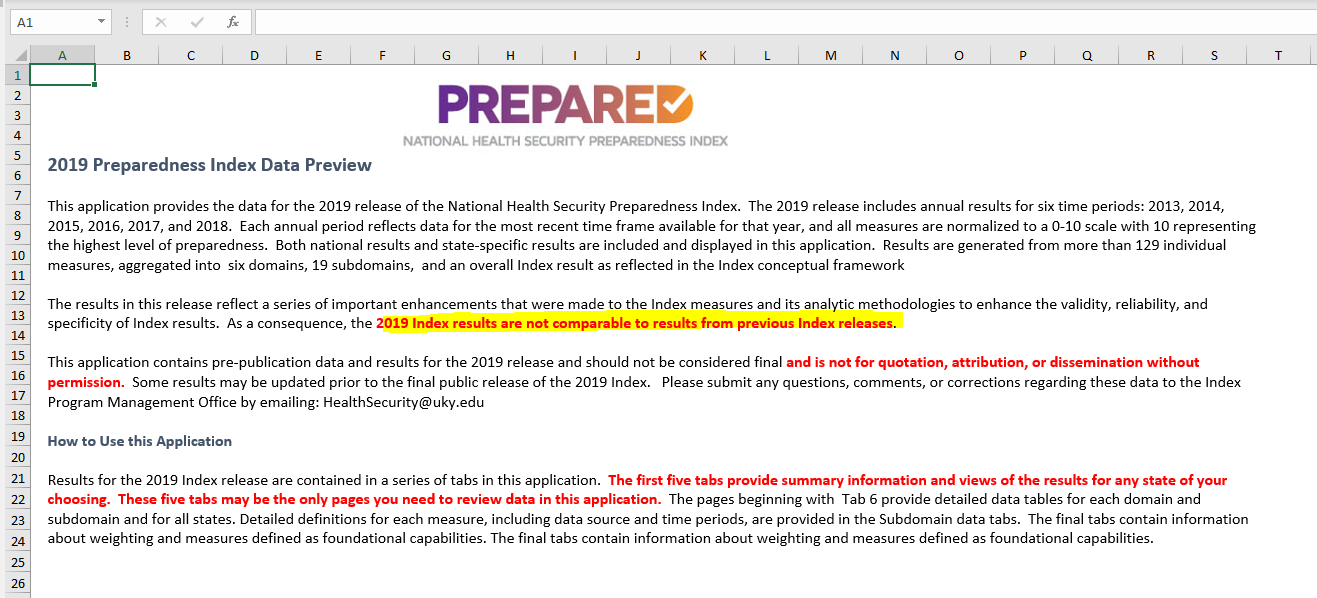 A1
fx
A B C D E F G H I J K L M N O P Q R S T
1
2
3
4
5
6
7
8
9
10
11
12
13
14
15
16
17
18
19
20
21
22
23
24
25
26
PREPARED
NATIONAL HEALTH SECURITY PREPAREDNESS INDEX
2019 Preparedness Index Data Preview
This application provides the data for the 2019 release of the National Health Security Preparedness Index.  The 2019 release includes annual results for six time periods: 2013, 2014,
2015, 2016, 2017, and 2018.  Each annual period reflects data for the most recent time frame available for that year, and all measures are normalized to a 0-10 scale with 10 representing
the highest level of preparedness.  Both national results and state-specific results are included and displayed in this application.  Results are generated from more than 129 individual
measures, aggregated into  six domains, 19 subdomains,  and an overall Index result as reflected in the Index conceptual framework
The results in this release reflect a series of important enhancements that were made to the Index measures and its analytic methodologies to enhance the validity, reliability, and
specificity of Index results.  As a consequence, the 2019 Index results are not comparable to results from previous Index releases.
This application contains pre-publication data and results for the 2019 release and should not be considered final and is not for quotation, attribution, or dissemination without
permission.  Some results may be updated prior to the final public release of the 2019 Index.   Please submit any questions, comments, or corrections regarding these data to the Index
Program Management Office by emailing: HealthSecurity@uky.edu
How to Use this Application
Results for the 2019 Index release are contained in a series of tabs in this application.  The first five tabs provide summary information and views of the results for any state of your
choosing.  These five tabs may be the only pages you need to review data in this application.  The pages beginning with  Tab 6 provide detailed data tables for each domain and
subdomain and for all states. Detailed definitions for each measure, including data source and time periods, are provided in the Subdomain data tabs.  The final tabs contain information
about weighting and measures defined as foundational capabilities. The final tabs contain information about weighting and measures defined as foundational capabilities.